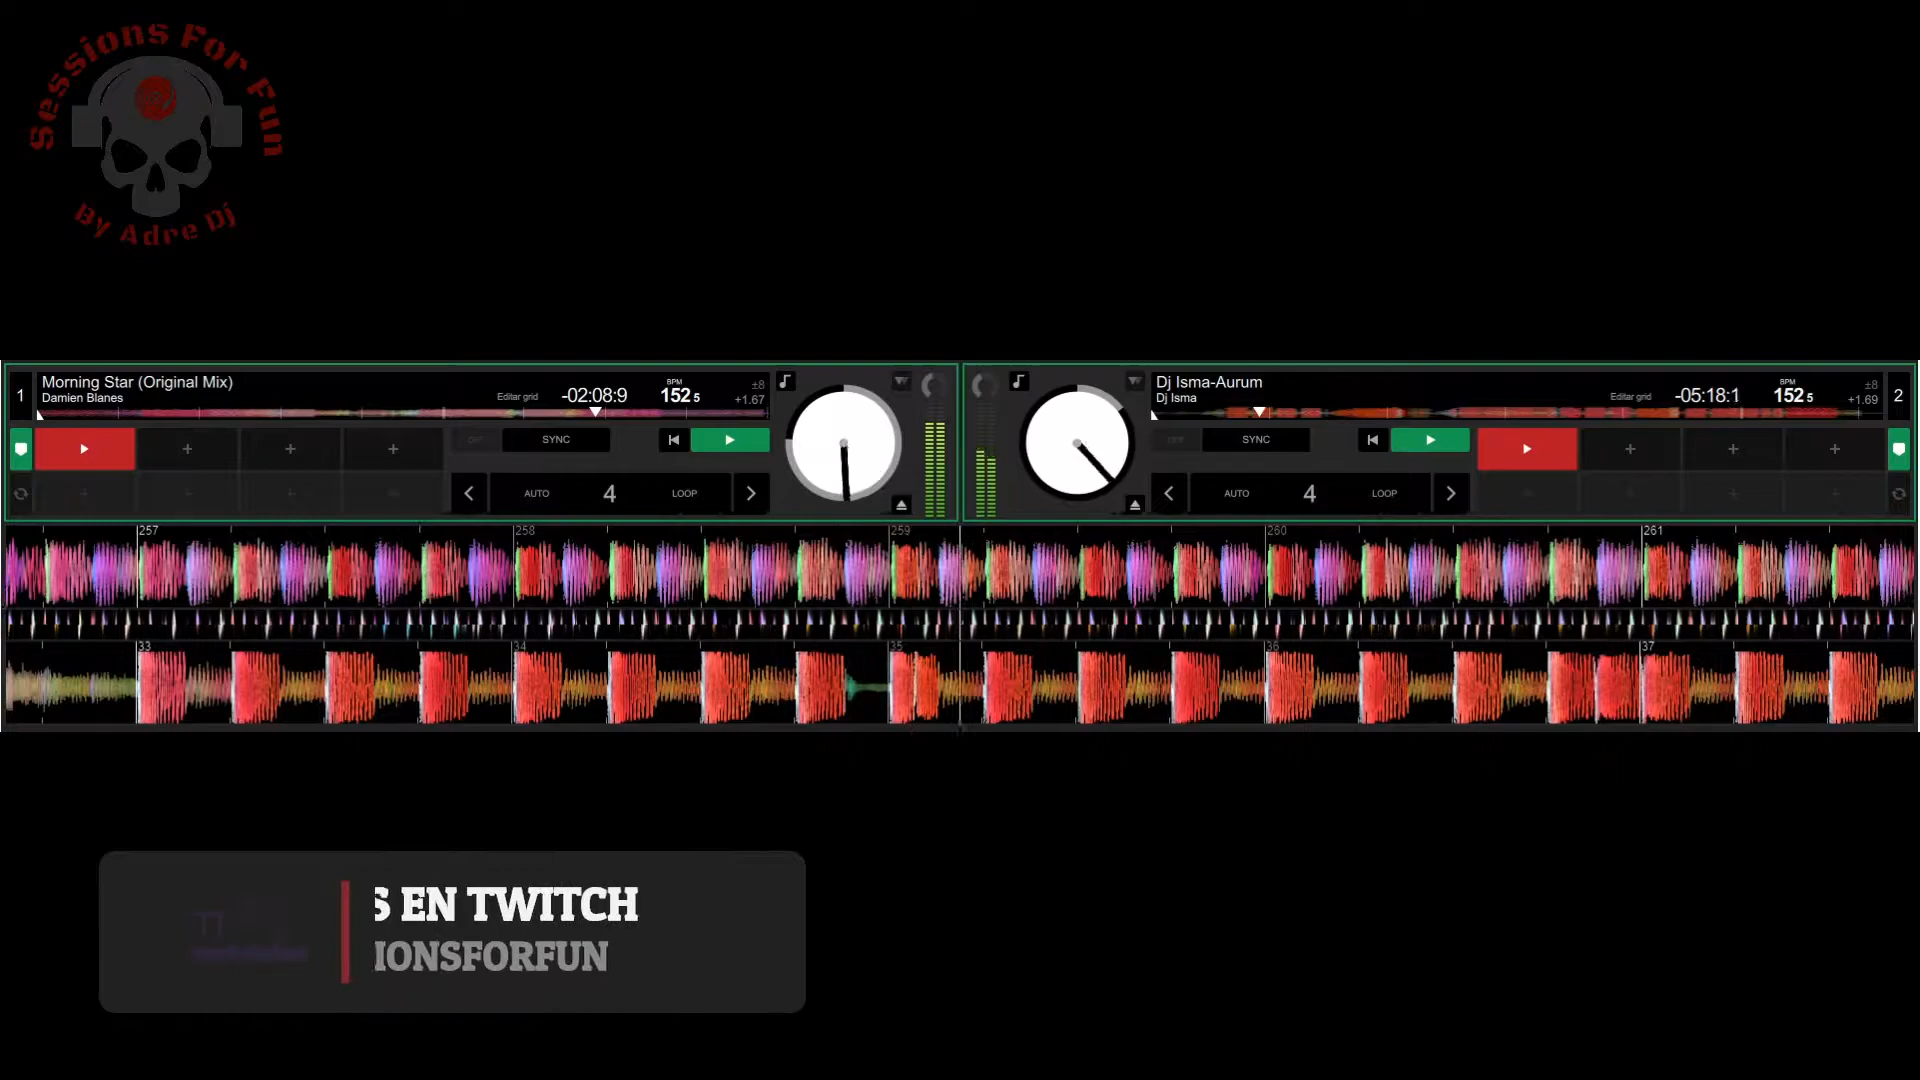 Sessions For Fun
By Adre Dj
1
Morning Star (Original Mix)
Damien Blanes
Editar grid
-02:08:9
BPM
152 5
±8
+1.67
Dj Isma-Aurum
Dj Isma
Editar grid
-05:18:1
BPM
152 5
±8
+1.69
2
OFF
SYNC
OFF
SYNC
AUTO
4
LOOP
AUTO
4
LOOP
257
258
259
260
261
33
34
35
36
37
S EN TWITCH
IONSFORFUN